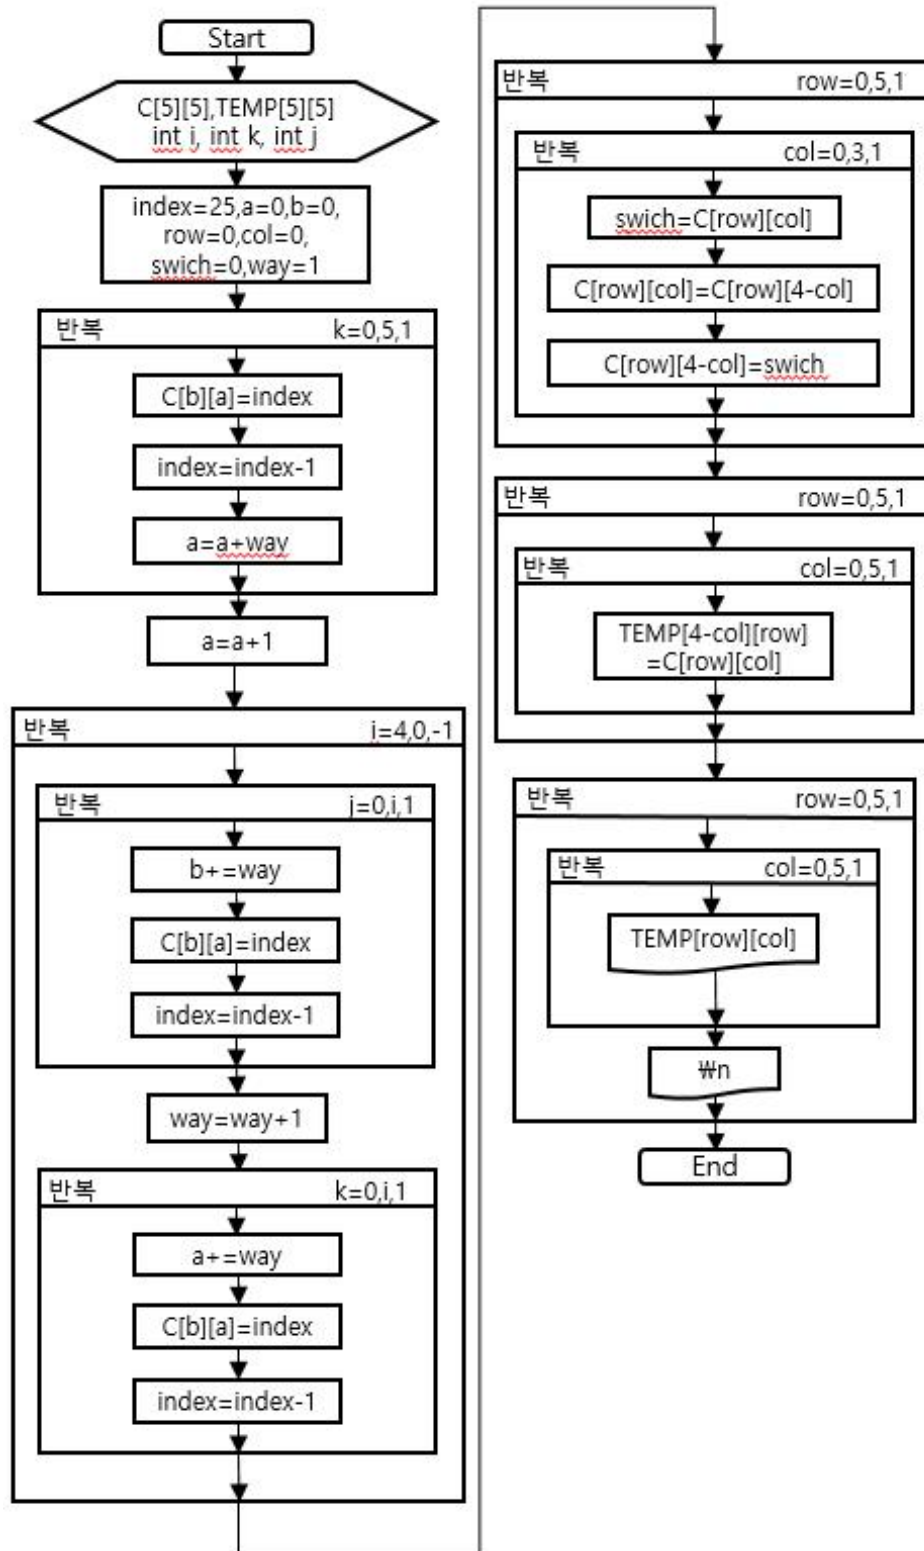 Start
C[5][5],TEMP[5][5]
int i, int k, int j
index=25,a=0,b=0,
row=0,col=0,
swich=0,way=1
반복 k=0,5,1
C[b][a]=index
index=index-1
a=a+way
a=a+1
반복 i=4,0,-1
반복 j=0,i,1
b+=way
C[b][a]=index
index=index-1
way=way+1
반복 k=0,i,1
a+=way
C[b][a]=index
index=index-1
반복 row=0,5,1
반복 col=0,3,1
swich=C[row][col]
C[row][col]=C[row][4-col]
C[row][4-col]=swich
반복 row=0,5,1
반복 col=0,5,1
TEMP[4-col][row]
=C[row][col]
반복 row=0,5,1
반복 col=0,5,1
TEMP[row][col]
₩n
End